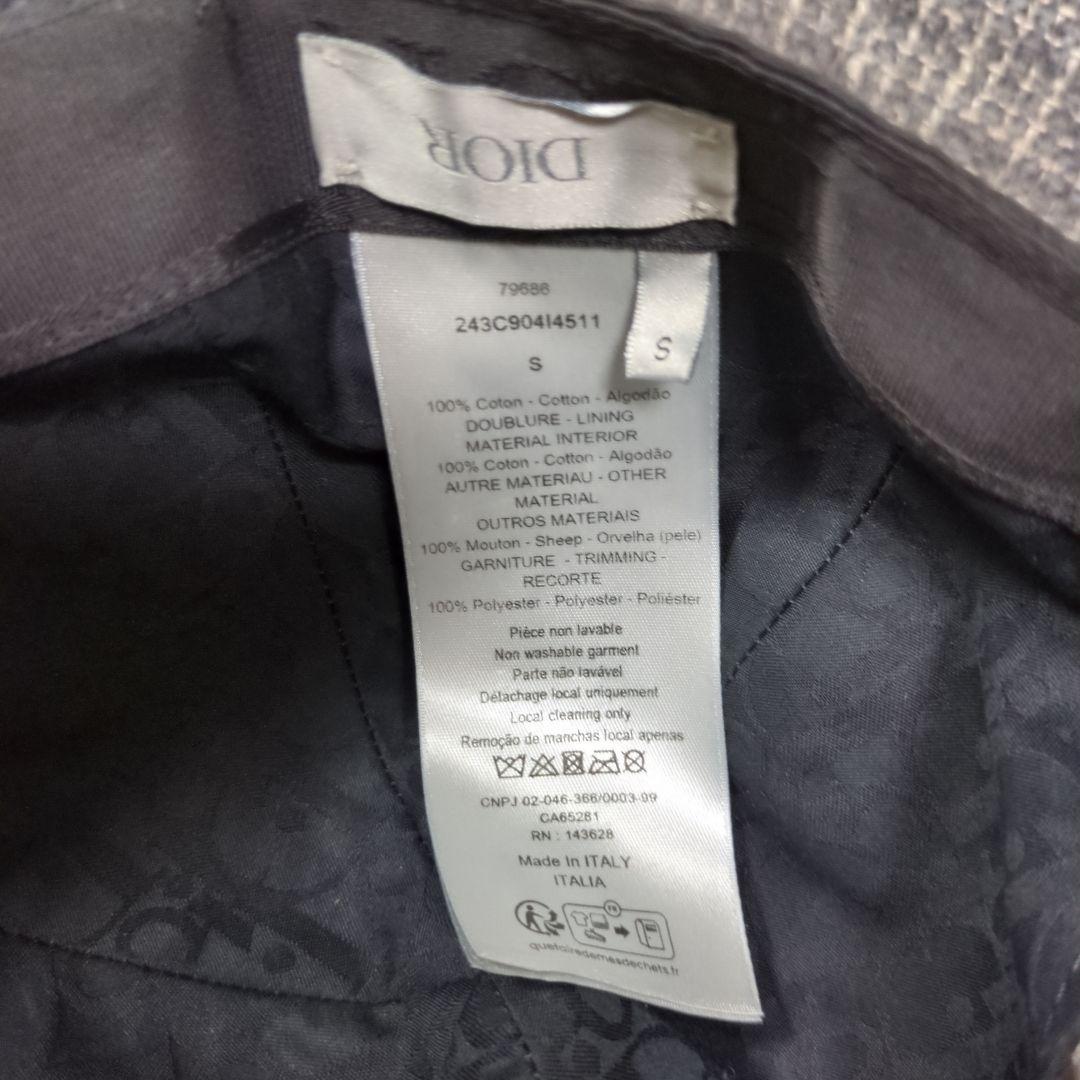 DIOR
79686
243C904I4511
S
S
100% Coton - Cotton - Algodão
DOUBLURE - LINING
MATERIAL INTERIOR
100% Coton - Cotton - Algodão
AUTRE MATERIAU - OTHER
MATERIAL
OUTROS MATERIAIS
100% Mouton - Sheep - Orvelha (pele)
GARNITURE - TRIMMING -
RECORTE
100% Polyester - Polyester - Poliéster
Pièce non lavable
Non washable garment
Parte não lavável
Détachage local uniquement
Local cleaning only
Remoção de manchas local apenas
CNPJ 02-046-366/0003-99
CA65281
RN : 143628
Made In ITALY
ITALIA
FR
quefairedemesdechets.fr